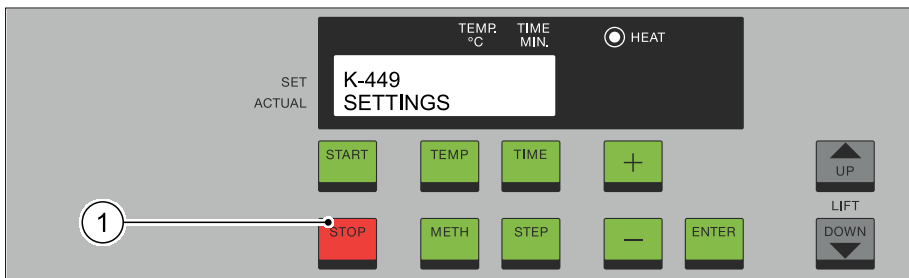 TEMP. TIME
°C MIN.
HEAT
SET K-449
ACTUAL SETTINGS
START TEMP TIME + UP
LIFT
1 STOP METH STEP – ENTER DOWN